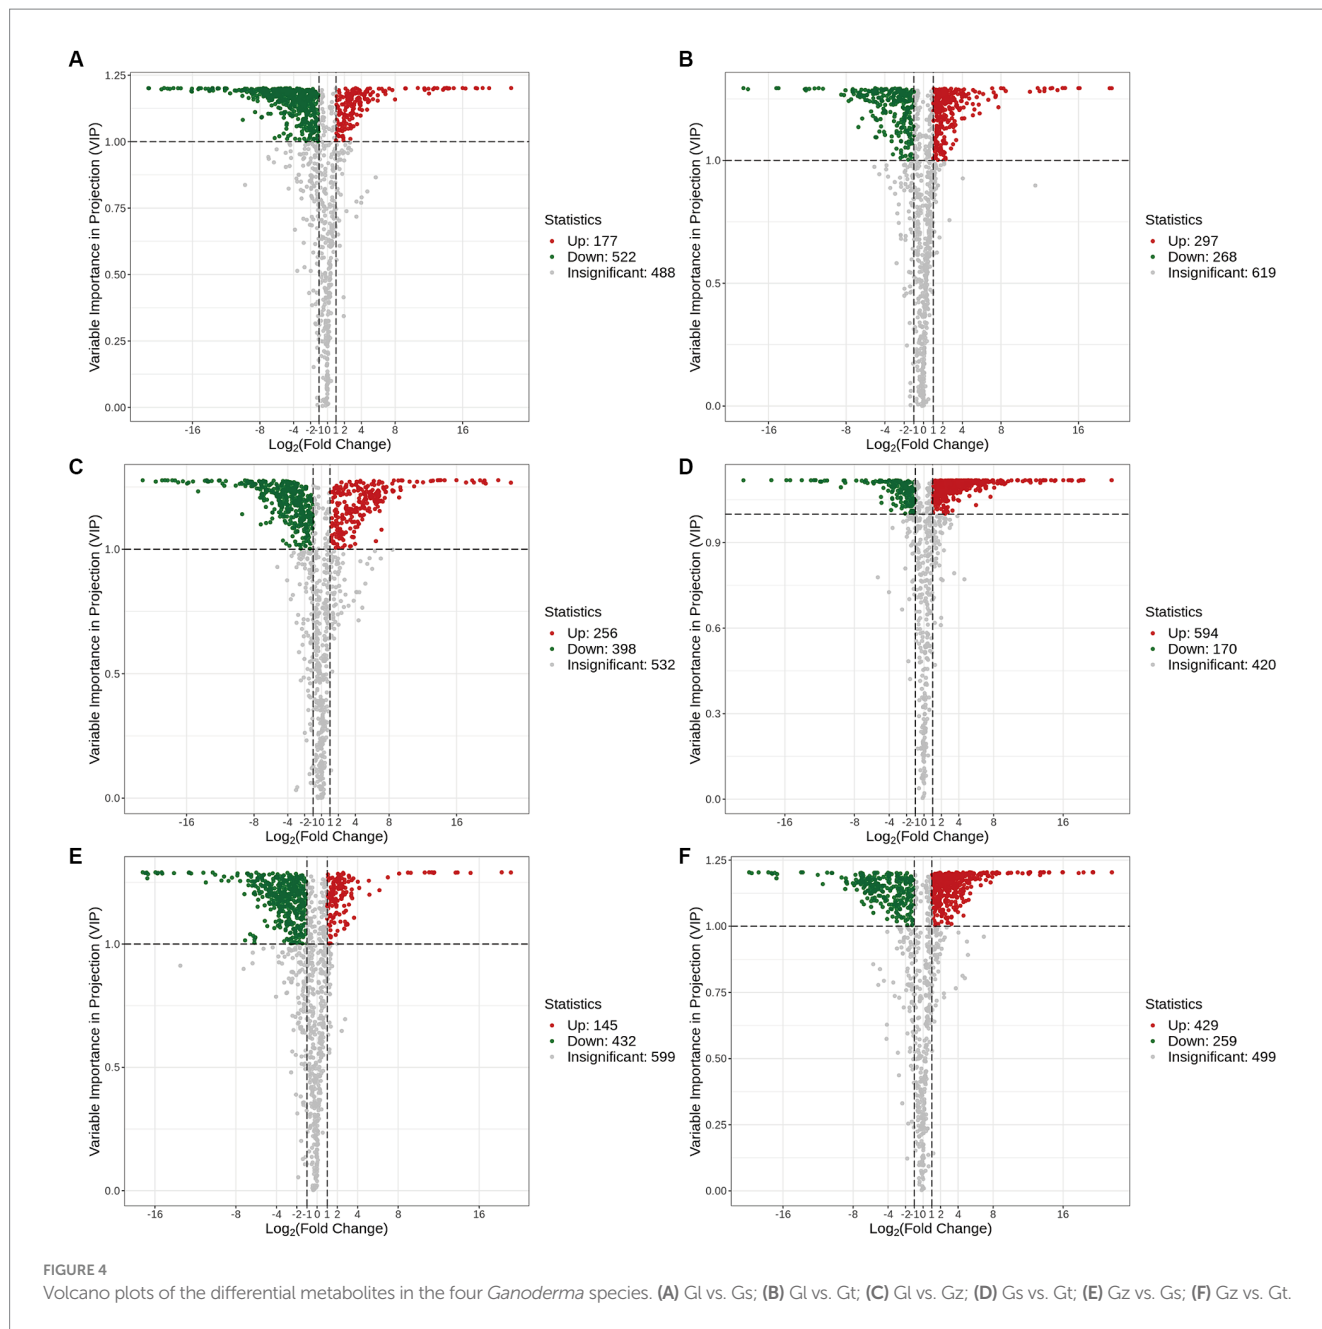 A
1.25
1.00
0.75
0.50
0.25
0.00
Variable Importance in Projection (VIP)
-16 -8 -4 -2 -1 0 1 2 4 8 16
Log2(Fold Change)
Statistics
Up: 177
Down: 522
Insignificant: 488
B
1.0
0.5
0.0
Variable Importance in Projection (VIP)
-16 -8 -4 -2 -1 0 1 2 4 8 16
Log2(Fold Change)
Statistics
Up: 297
Down: 268
Insignificant: 619
C
1.0
0.5
0.0
Variable Importance in Projection (VIP)
-16 -8 -4 -2 -1 0 1 2 4 8 16
Log2(Fold Change)
Statistics
Up: 256
Down: 398
Insignificant: 532
D
0.9
0.6
0.3
0.0
Variable Importance in Projection (VIP)
-16 -8 -4 -2 -1 0 1 2 4 8 16
Log2(Fold Change)
Statistics
Up: 594
Down: 170
Insignificant: 420
E
1.0
0.5
0.0
Variable Importance in Projection (VIP)
-16 -8 -4 -2 -1 0 1 2 4 8 16
Log2(Fold Change)
Statistics
Up: 145
Down: 432
Insignificant: 599
F
1.25
1.00
0.75
0.50
0.25
0.00
Variable Importance in Projection (VIP)
-16 -8 -4 -2 -1 0 1 2 4 8 16
Log2(Fold Change)
Statistics
Up: 429
Down: 259
Insignificant: 499
FIGURE 4
Volcano plots of the differential metabolites in the four Ganoderma species. (A) Gl vs. Gs; (B) Gl vs. Gt; (C) Gl vs. Gz; (D) Gs vs. Gt; (E) Gz vs. Gs; (F) Gz vs. Gt.